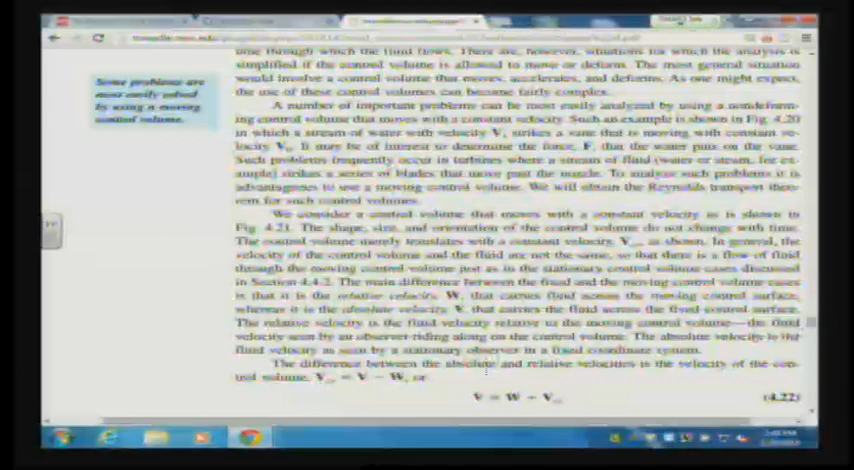 time through which the fluid flows. There are, however, situations for which the analysis is
simplified if the control volume is allowed to move or deform. The most general situation
would involve a control volume that moves, accelerates, and deforms. As one might expect,
the use of these control volumes can become fairly complex.
Some problems are
most easily solved
by using a moving
control volume.
A number of important problems can be most easily analyzed by using a nondeform-
ing control volume that moves with a constant velocity. Such an example is shown in Fig. 4.20
in which a stream of water with velocity V₁ strikes a vane that is moving with constant ve-
locity V₀. It may be of interest to determine the force, F, that the water puts on the vane.
Such problems frequently occur in turbines where a stream of fluid (water or steam, for ex-
ample) strikes a series of blades that move past the nozzle. To analyze such problems it is
advantageous to use a moving control volume. We will obtain the Reynolds transport theo-
rem for such control volumes.
We consider a control volume that moves with a constant velocity as is shown in
Fig. 4.21. The shape, size, and orientation of the control volume do not change with time.
The control volume merely translates with a constant velocity, Vcv, as shown. In general, the
velocity of the control volume and the fluid are not the same, so that there is a flow of fluid
through the moving control volume just as in the stationary control volume cases discussed
in Section 4.4.2. The main difference between the fixed and the moving control volume cases
is that it is the relative velocity, W, that carries fluid across the moving control surface,
whereas it is the absolute velocity, V, that carries the fluid across the fixed control surface.
The relative velocity is the fluid velocity relative to the moving control volume—the fluid
velocity seen by an observer riding along on the control volume. The absolute velocity is the
fluid velocity as seen by a stationary observer in a fixed coordinate system.
The difference between the absolute and relative velocities is the velocity of the con-
trol volume, Vcv = V − W, or
V = W + Vcv (4.22)